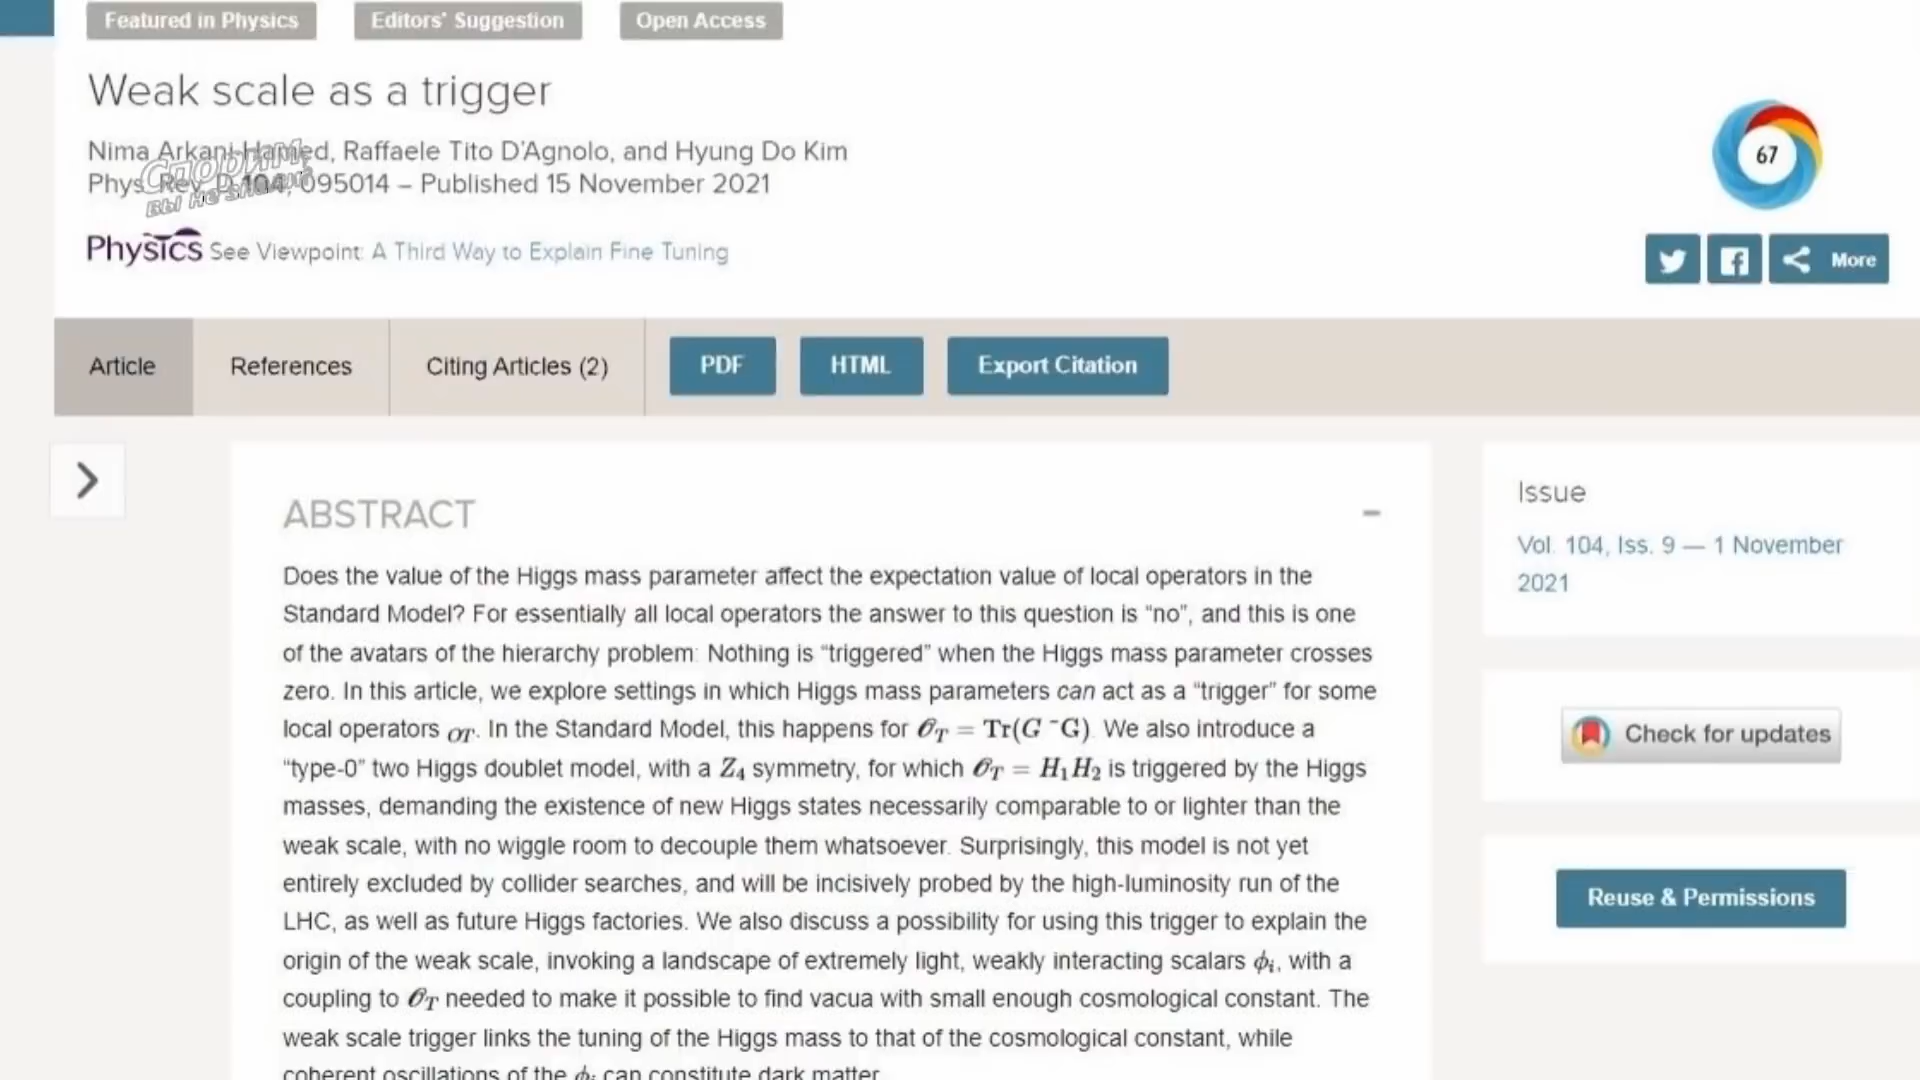 Featured in Physics Editors' Suggestion Open Access
Weak scale as a trigger
Nima Arkani-Hamed, Raffaele Tito D'Agnolo, and Hyung Do Kim
Phys. Rev. D 104, 095014 – Published 15 November 2021
Спорим,
вы не знали?
Physics See Viewpoint: A Third Way to Explain Fine Tuning
67
More
Article References Citing Articles (2) PDF HTML Export Citation
ABSTRACT
Does the value of the Higgs mass parameter affect the expectation value of local operators in the
Standard Model? For essentially all local operators the answer to this question is “no”, and this is one
of the avatars of the hierarchy problem: Nothing is “triggered” when the Higgs mass parameter crosses
zero. In this article, we explore settings in which Higgs mass parameters can act as a “trigger” for some
local operators OT. In the Standard Model, this happens for 𝒪T = Tr(G ˜G). We also introduce a
“type-0” two Higgs doublet model, with a Z4 symmetry, for which 𝒪T = H1H2 is triggered by the Higgs
masses, demanding the existence of new Higgs states necessarily comparable to or lighter than the
weak scale, with no wiggle room to decouple them whatsoever. Surprisingly, this model is not yet
entirely excluded by collider searches, and will be incisively probed by the high-luminosity run of the
LHC, as well as future Higgs factories. We also discuss a possibility for using this trigger to explain the
origin of the weak scale, invoking a landscape of extremely light, weakly interacting scalars ϕi, with a
coupling to 𝒪T needed to make it possible to find vacua with small enough cosmological constant. The
weak scale trigger links the tuning of the Higgs mass to that of the cosmological constant, while
coherent oscillations of the ϕi can constitute dark matter.
Issue
Vol. 104, Iss. 9 — 1 November
2021
Check for updates
Reuse & Permissions